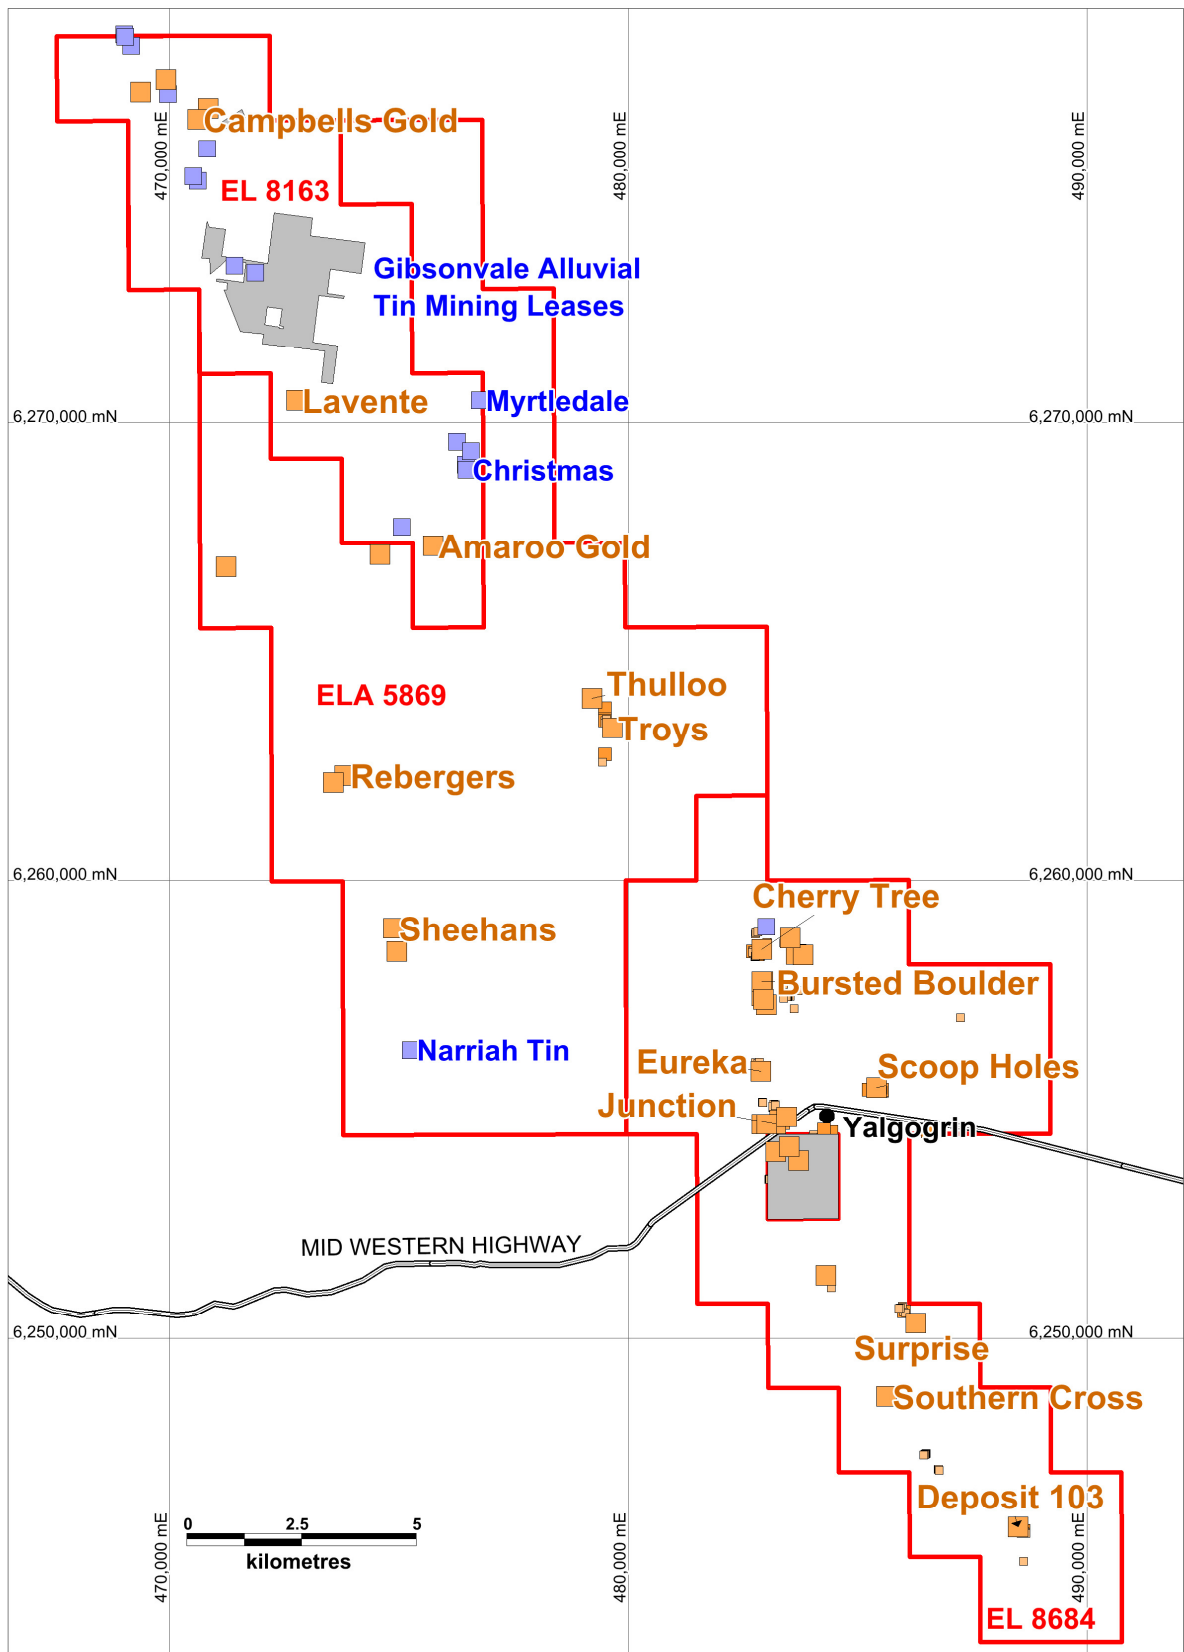 470,000 mE
480,000 mE
490,000 mE
Campbells Gold
EL 8163
Gibsonvale Alluvial
Tin Mining Leases
Lavente
Myrtledale
6,270,000 mN
6,270,000 mN
Christmas
Amaroo Gold
Thulloo
ELA 5869
Troys
Rebergers
6,260,000 mN
6,260,000 mN
Cherry Tree
Sheehans
Bursted Boulder
Narriah Tin
Eureka
Scoop Holes
Junction
Yalgogrin
MID WESTERN HIGHWAY
6,250,000 mN
6,250,000 mN
Surprise
Southern Cross
Deposit 103
0 2.5 5
kilometres
470,000 mE
480,000 mE
490,000 mE
EL 8684